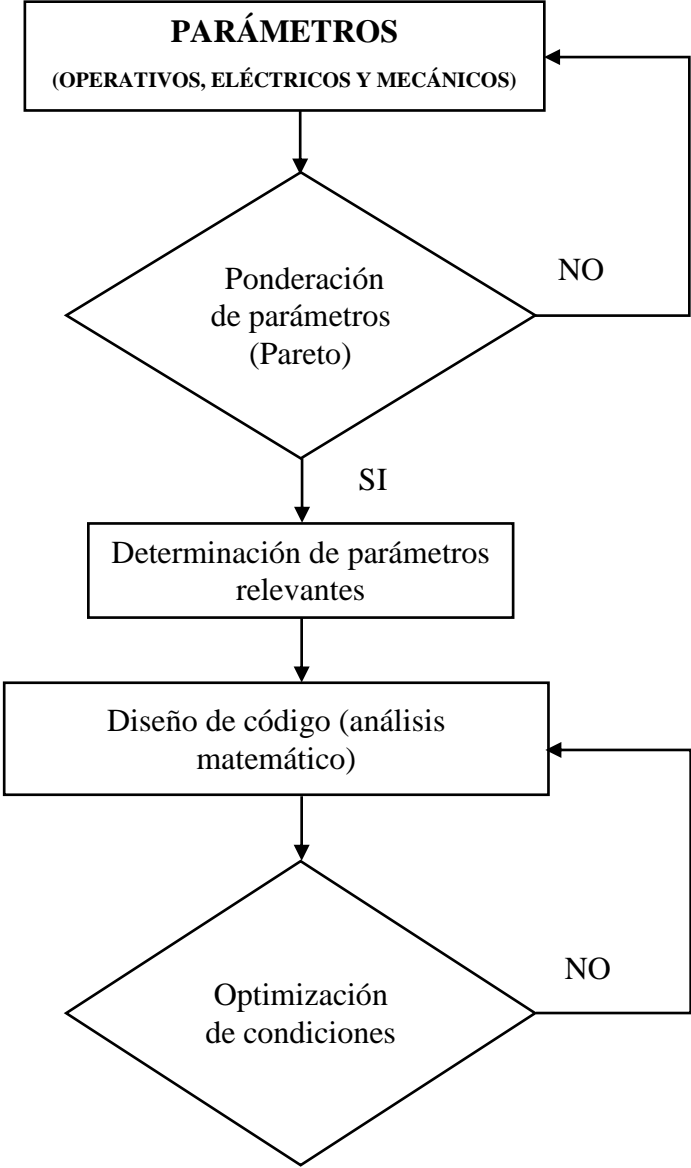 PARÁMETROS
(OPERATIVOS, ELÉCTRICOS Y MECÁNICOS)
Ponderación
de parámetros
(Pareto)
NO
SI
Determinación de parámetros
relevantes
Diseño de código (análisis
matemático)
Optimización
de condiciones
NO